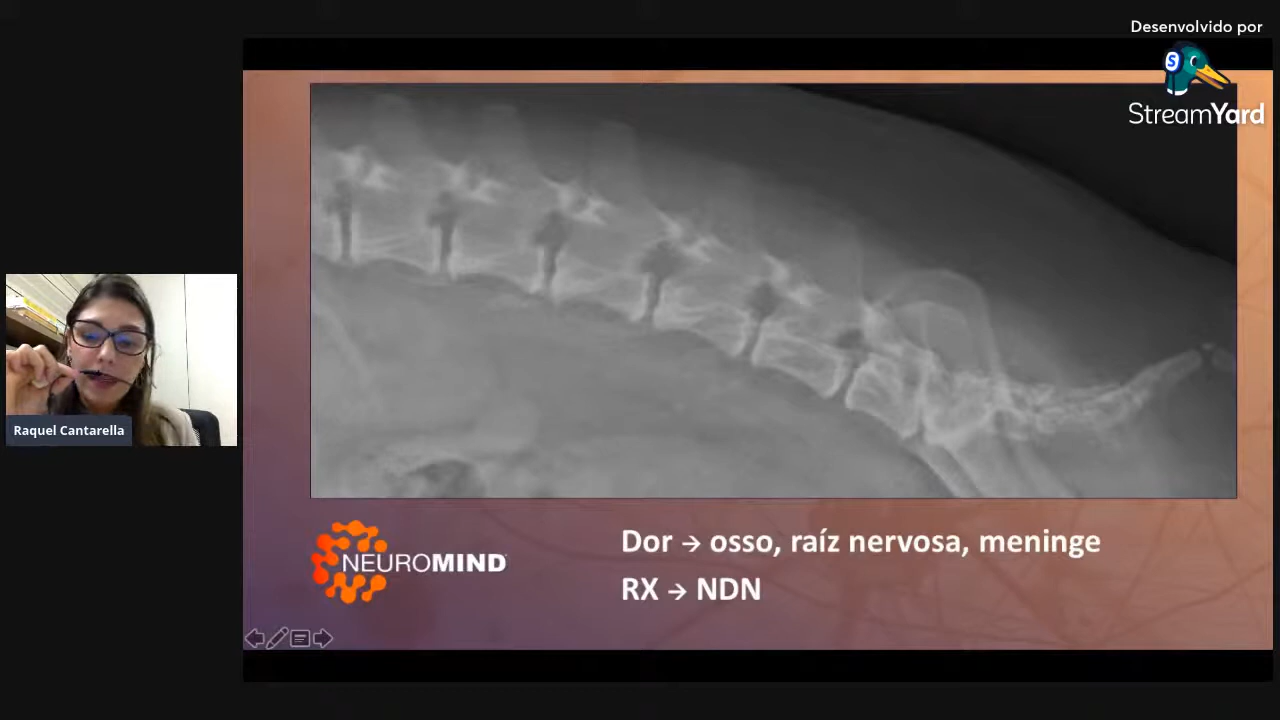 Desenvolvido por
StreamYard
Raquel Cantarella
NEUROMIND
Dor → osso, raíz nervosa, meninge
RX → NDN